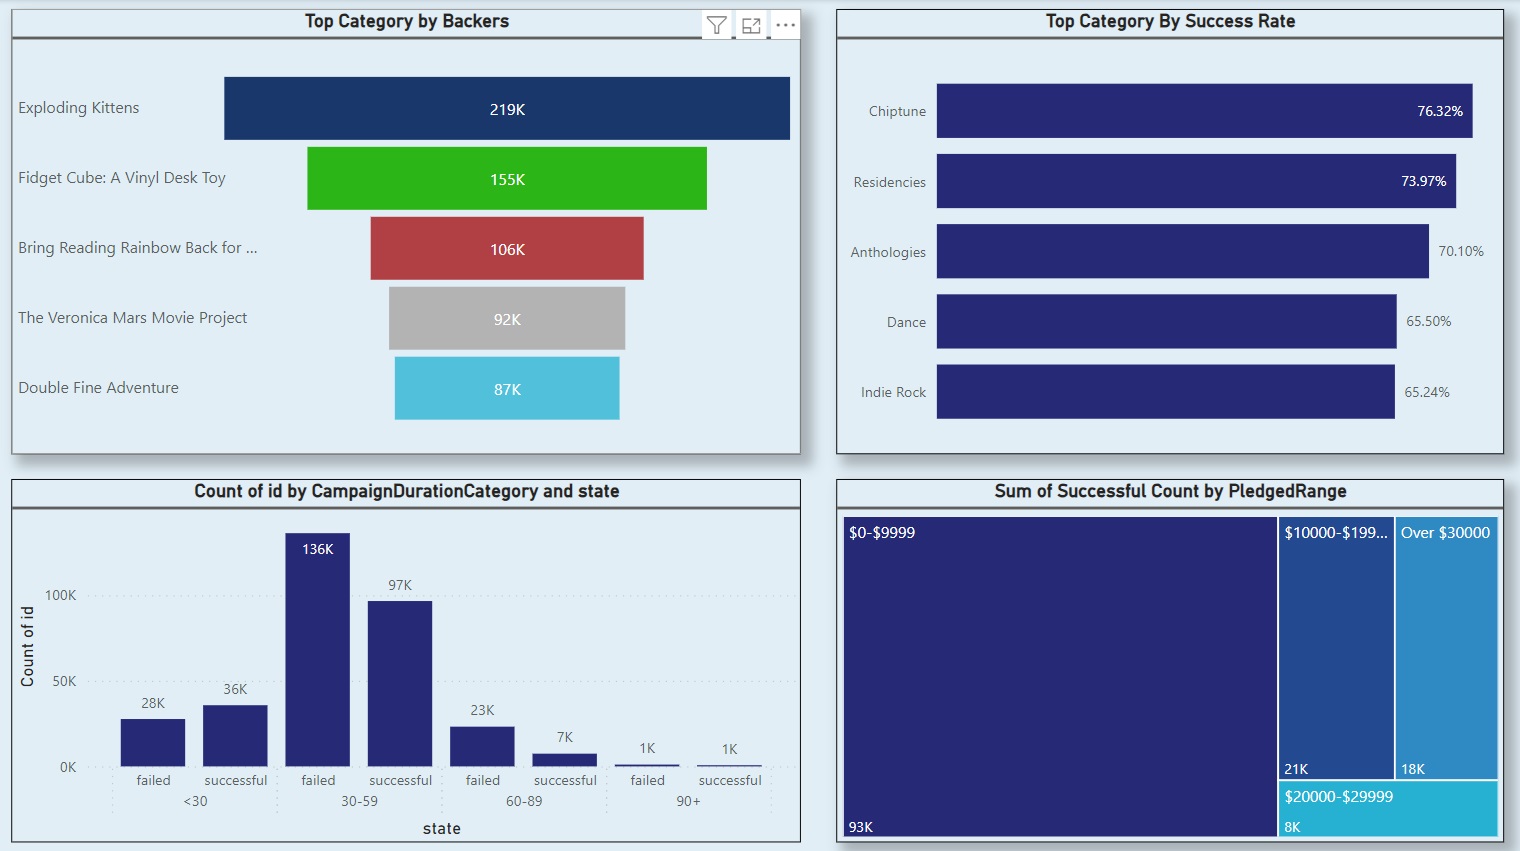 Top Category by Backers
Exploding Kittens
219K
Fidget Cube: A Vinyl Desk Toy
155K
Bring Reading Rainbow Back for ...
106K
The Veronica Mars Movie Project
92K
Double Fine Adventure
87K
Top Category By Success Rate
Chiptune
76.32%
Residencies
73.97%
Anthologies
70.10%
Dance
65.50%
Indie Rock
65.24%
Count of id by CampaignDurationCategory and state
Count of id
100K
50K
0K
28K
36K
136K
97K
23K
7K
1K
1K
failed successful failed successful failed successful failed successful
<30 30-59 60-89 90+
state
Sum of Successful Count by PledgedRange
$0-$9999
93K
$10000-$199...
21K
Over $30000
18K
$20000-$29999
8K